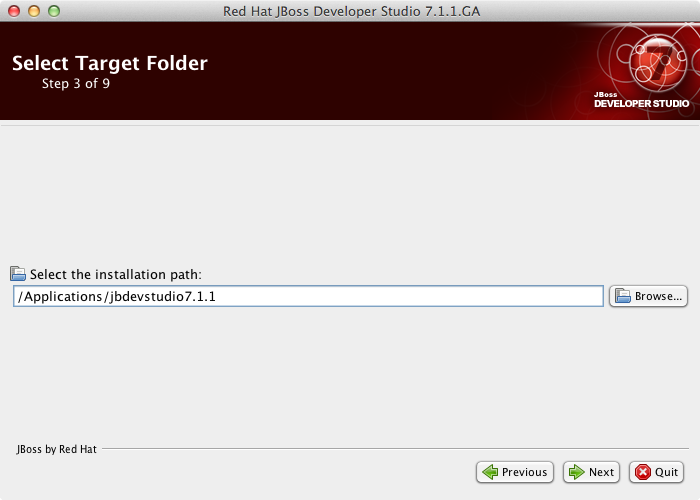 Red Hat JBoss Developer Studio 7.1.1.GA
Select Target Folder
Step 3 of 9
7
JBoss
DEVELOPER STUDIO
Select the installation path:
/Applications/jbdevstudio7.1.1
Browse...
JBoss by Red Hat
Previous
Next
Quit